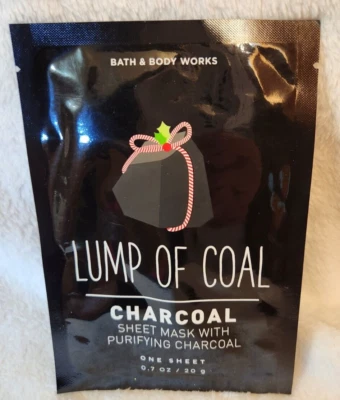 BATH & BODY WORKS
LUMP OF COAL
CHARCOAL
SHEET MASK WITH
PURIFYING CHARCOAL
ONE SHEET
0.7 OZ / 20 g